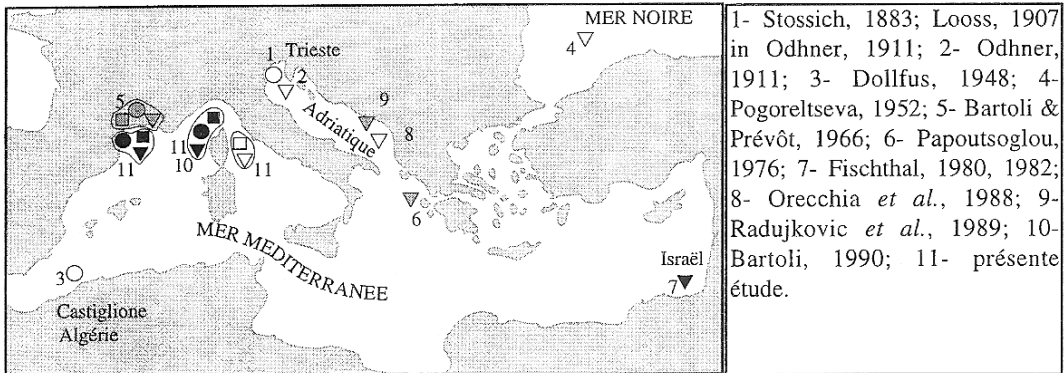 MER NOIRE
4
1 Trieste
2
Adriatique
9
8
5
11
11
10
11
6
MER MEDITERRANEE
Israël
7
3
Castiglione
Algérie
1- Stossich, 1883; Looss, 1907
in Odhner, 1911; 2- Odhner,
1911; 3- Dollfus, 1948; 4-
Pogoreltseva, 1952; 5- Bartoli &
Prévôt, 1966; 6- Papoutsoglou,
1976; 7- Fischthal, 1980, 1982;
8- Orecchia et al., 1988; 9-
Radujkovic et al., 1989; 10-
Bartoli, 1990; 11- présente
étude.